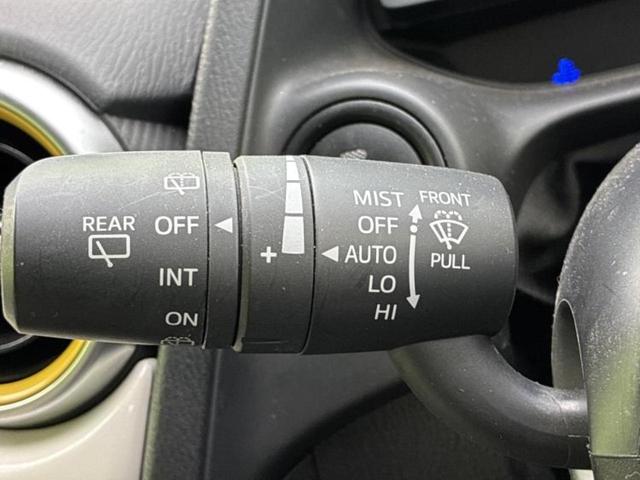 REAR
OFF
INT
ON
+
MIST FRONT
OFF
AUTO
PULL
LO
HI